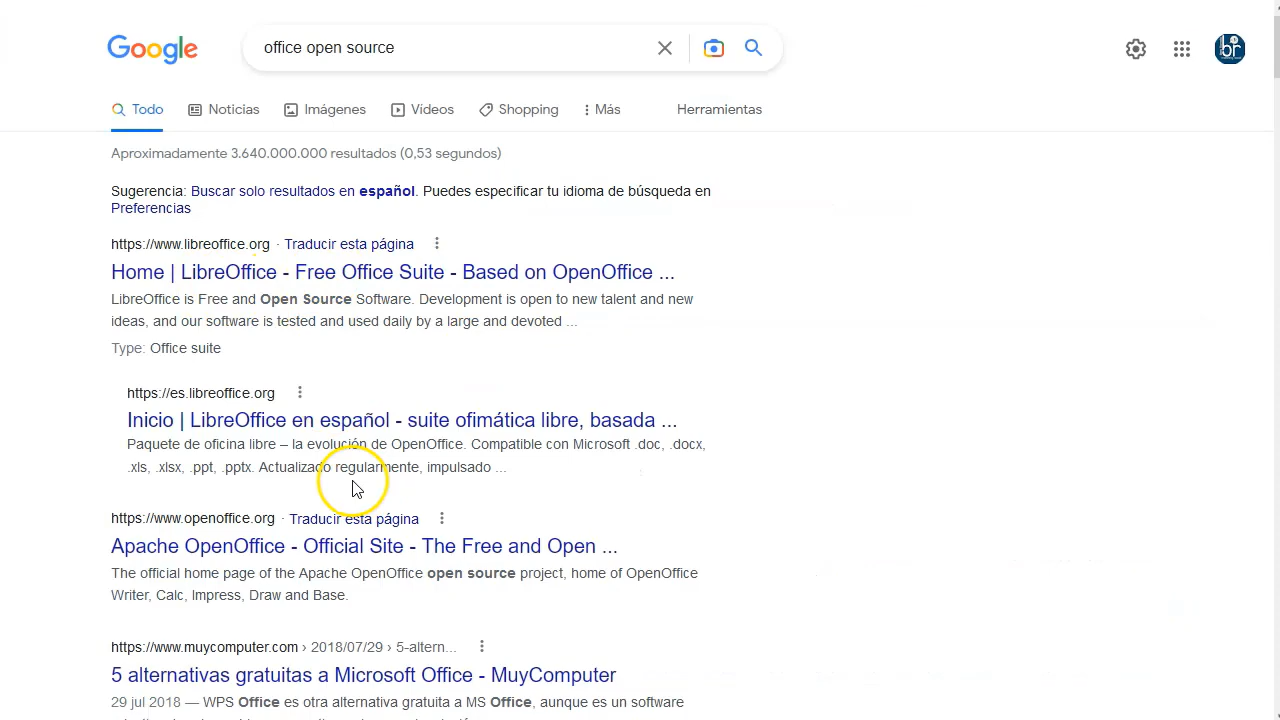 Google
office open source
Todo
Noticias
Imágenes
Vídeos
Shopping
Más
Herramientas
Aproximadamente 3.640.000.000 resultados (0,53 segundos)
Sugerencia: Buscar solo resultados en español. Puedes especificar tu idioma de búsqueda en
Preferencias
https://www.libreoffice.org · Traducir esta página
Home | LibreOffice - Free Office Suite - Based on OpenOffice ...
LibreOffice is Free and Open Source Software. Development is open to new talent and new
ideas, and our software is tested and used daily by a large and devoted ...
Type: Office suite
https://es.libreoffice.org
Inicio | LibreOffice en español - suite ofimática libre, basada ...
Paquete de oficina libre – la evolución de OpenOffice. Compatible con Microsoft .doc, .docx,
.xls, .xlsx, .ppt, .pptx. Actualizado regularmente, impulsado ...
https://www.openoffice.org · Traducir esta página
Apache OpenOffice - Official Site - The Free and Open ...
The official home page of the Apache OpenOffice open source project, home of OpenOffice
Writer, Calc, Impress, Draw and Base.
https://www.muycomputer.com › 2018/07/29 › 5-altern...
5 alternativas gratuitas a Microsoft Office - MuyComputer
29 jul 2018 — WPS Office es otra alternativa gratuita a MS Office, aunque es un software